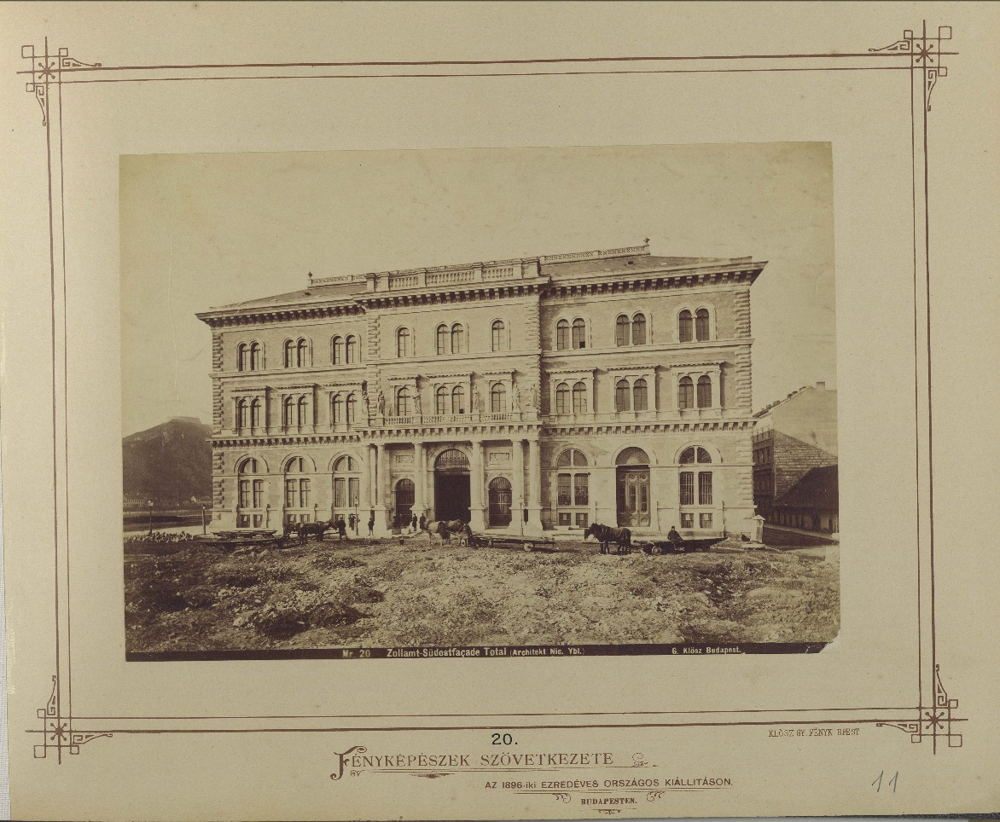 Nr 20 Zollamt-Südostfaçade Total (Architekt Nic. Ybl.) G. Klösz Budapest.
20.
KLÖSZ GY. FÉNYK BPEST
FÉNYKÉPÉSZEK SZÖVETKEZETE
AZ 1896-iki EZREDÉVES ORSZÁGOS KIÁLLITÁSON.
BUDAPESTEN.
11